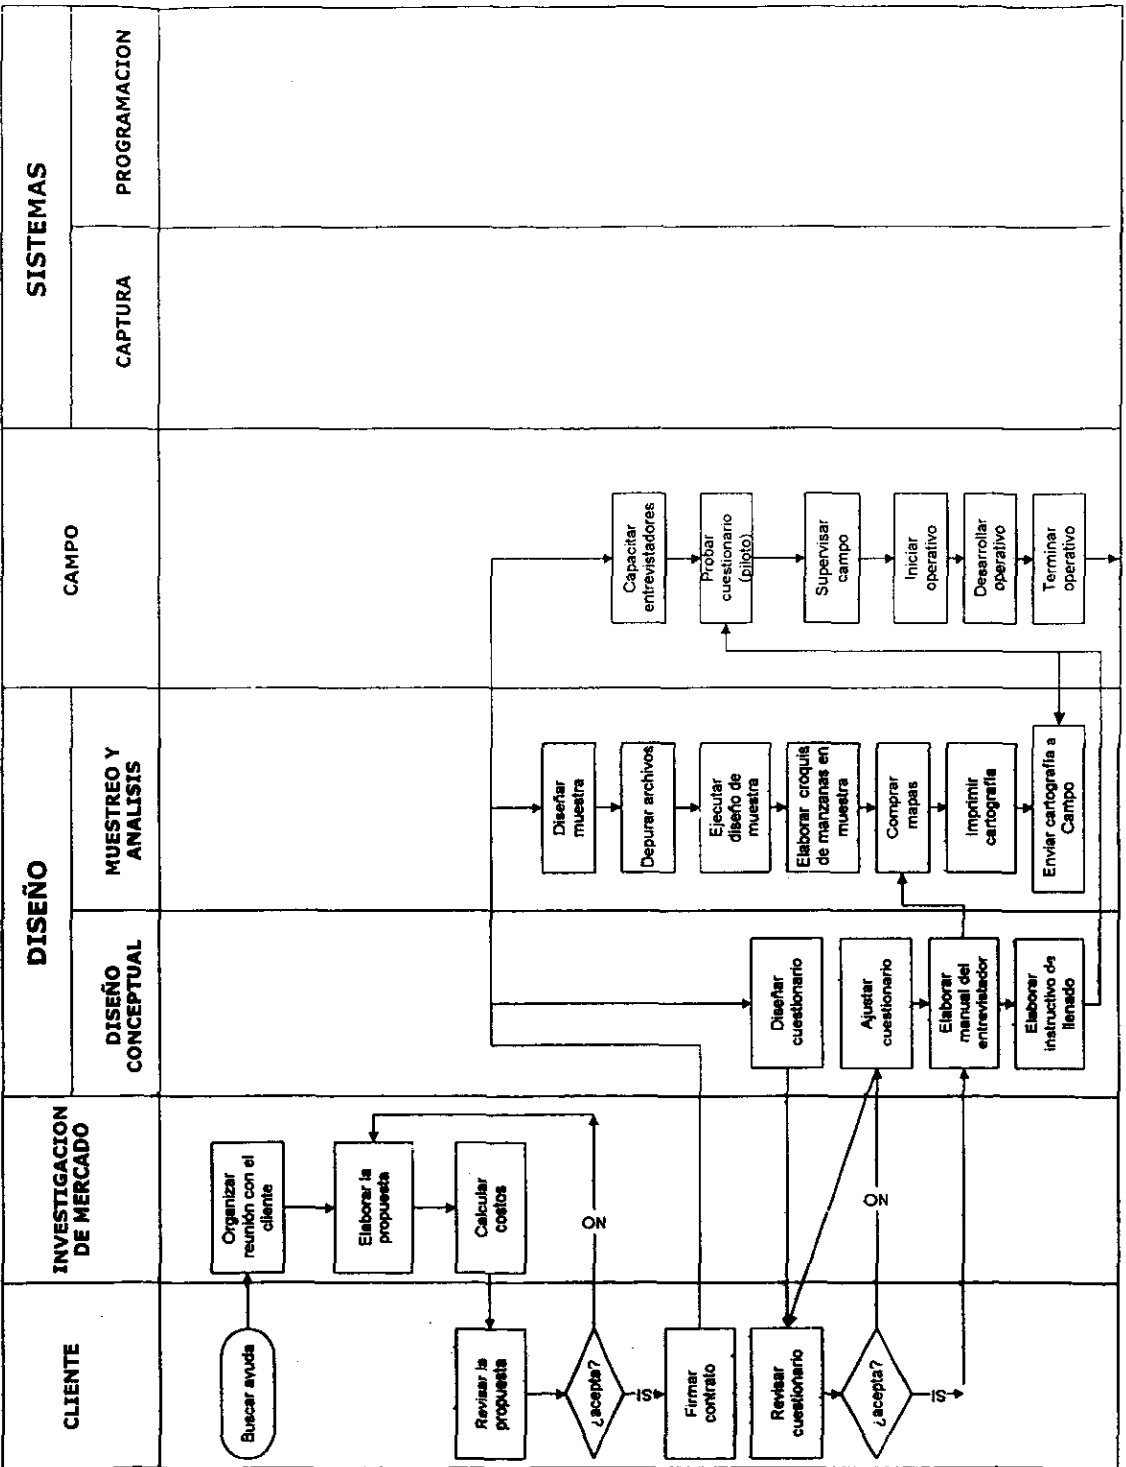 CLIENTE
INVESTIGACION
DE MERCADO
DISEÑO
DISEÑO
CONCEPTUAL
MUESTREO Y
ANALISIS
CAMPO
SISTEMAS
CAPTURA
PROGRAMACION
Buscar ayuda
Organizar
reunión con el
cliente
Elaborar la
propuesta
Calcular
costos
Revisar la
propuesta
¿acepta?
NO
SI
Firmar
contrato
Diseñar
muestra
Depurar archivos
Ejecutar
diseño de
muestra
Elaborar croquis
de manzanas en
muestra
Comprar
mapas
Imprimir
cartografía
Enviar cartografía a
Campo
Capacitar
entrevistadores
Probar
cuestionario
(piloto)
Supervisar
campo
Iniciar
operativo
Desarrollar
operativo
Terminar
operativo
Diseñar
cuestionario
Revisar
cuestionario
¿acepta?
NO
SI
Ajustar
cuestionario
Elaborar
manual del
entrevistador
Elaborar
instructivo de
llenado